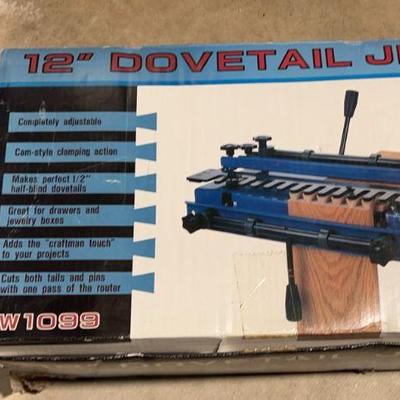 12" DOVETAIL J
Completely adjustable
Cam-style clamping action
Makes perfect 1/2"
half-blind dovetails
Great for drawers and
jewelry boxes
Adds the "craftman touch"
to your projects
Cuts both tails and pins
with one pass of the router
W1099